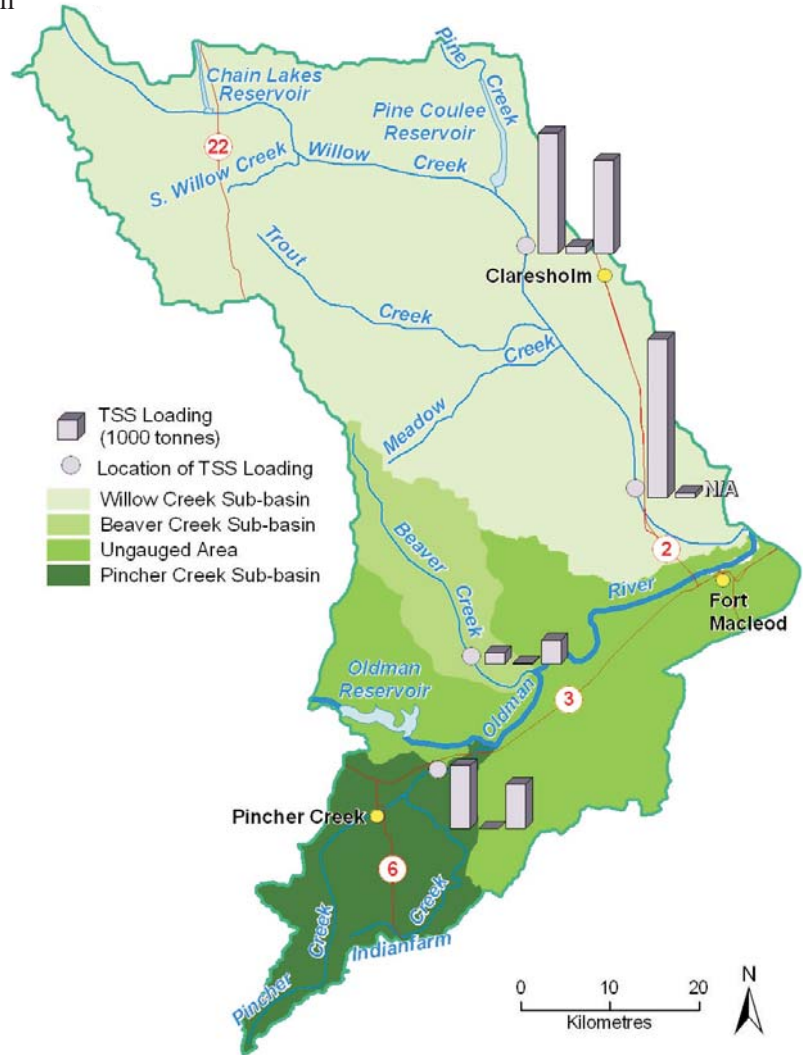 Chain Lakes
Reservoir
Pine
Creek
Pine Coulee
Reservoir
22
S. Willow Creek
Willow
Creek
Trout
Creek
Claresholm
Creek
Meadow
TSS Loading
(1000 tonnes)
Location of TSS Loading
Willow Creek Sub-basin
Beaver Creek Sub-basin
Ungauged Area
Pincher Creek Sub-basin
N/A
Beaver
Creek
2
River
Fort
Macleod
Oldman
Reservoir
Oldman
3
Pincher Creek
6
Creek
Creek
Indianfarm
Pincher
0 10 20
Kilometres
N